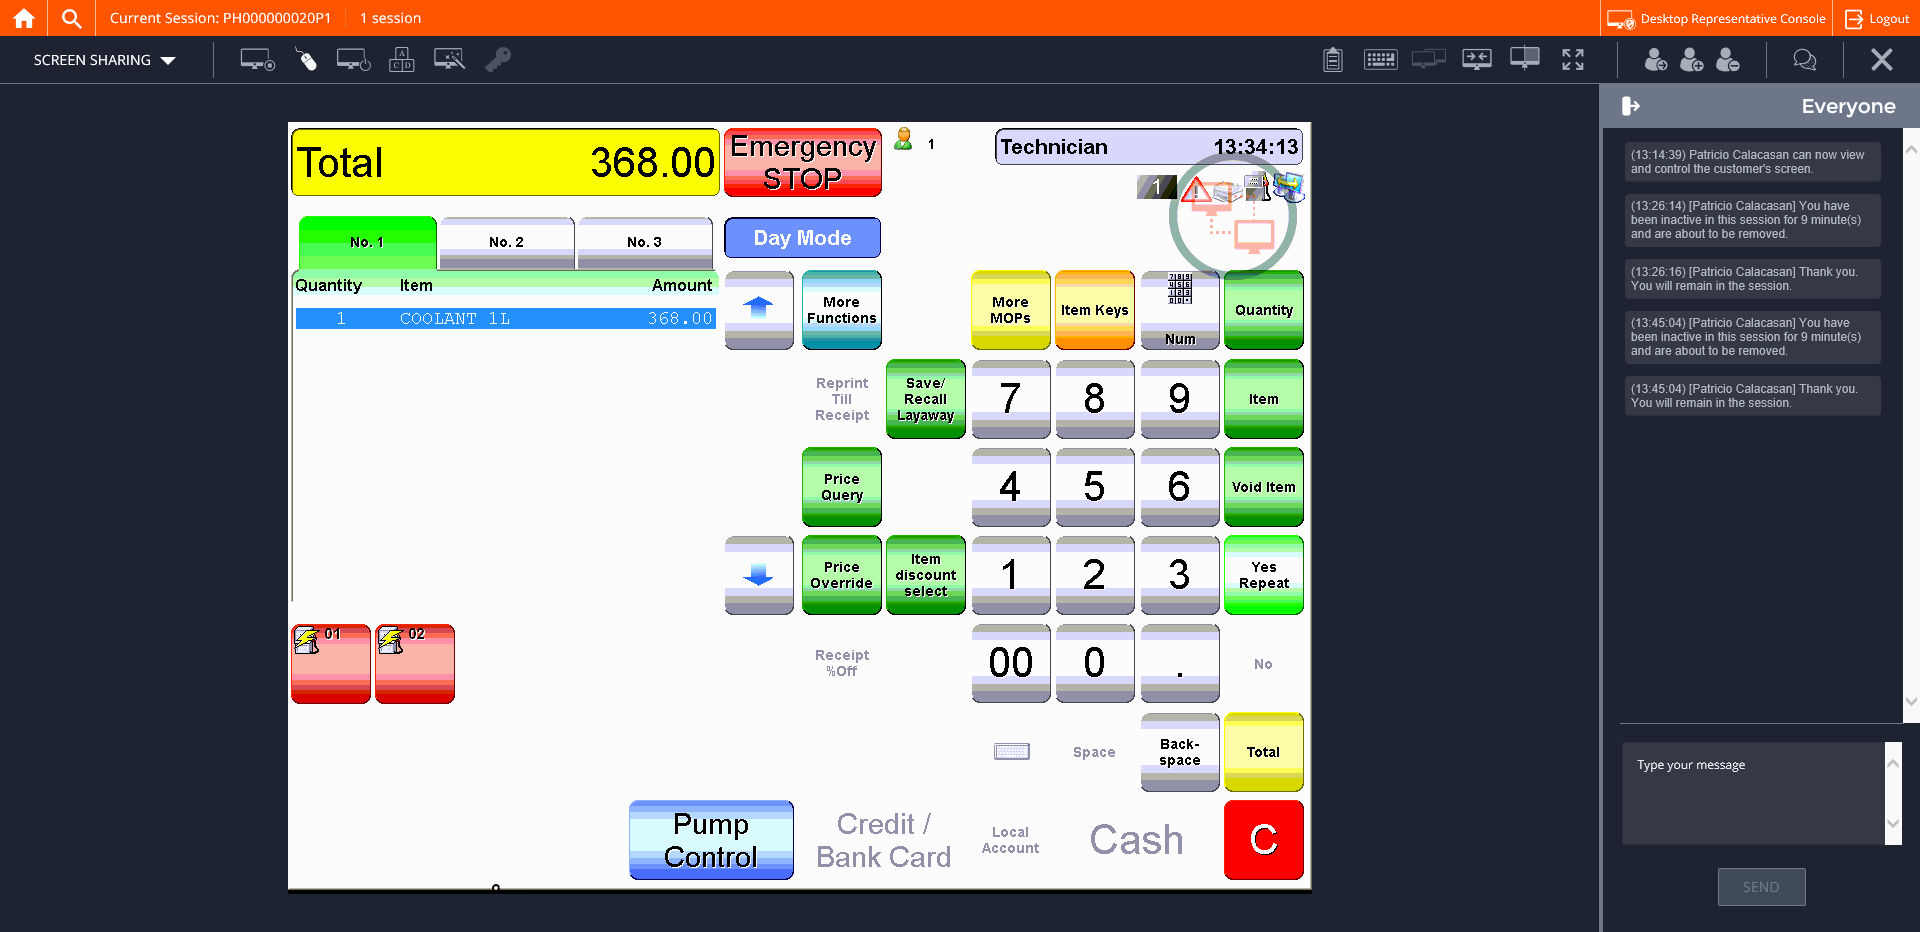 Current Session: PH000000020P1
1 session
Desktop Representative Console
Logout
SCREEN SHARING
Everyone
(13:14:39) Patricio Calacasan can now view
and control the customer's screen.
(13:26:14) [Patricio Calacasan] You have
been inactive in this session for 9 minute(s)
and are about to be removed.
(13:26:16) [Patricio Calacasan] Thank you.
You will remain in the session.
(13:45:04) [Patricio Calacasan] You have
been inactive in this session for 9 minute(s)
and are about to be removed.
(13:45:04) [Patricio Calacasan] Thank you.
You will remain in the session.
Type your message
SEND
Total 368.00
Emergency
STOP
1
Technician 13:34:13
1
No. 1
No. 2
No. 3
Day Mode
Quantity Item Amount
1 COOLANT 1L 368.00
More
Functions
More
MOPs
Item Keys
Num
Quantity
Reprint
Till
Receipt
Save/
Recall
Layaway
7
8
9
Item
Price
Query
4
5
6
Void Item
Price
Override
Item
discount
select
1
2
3
Yes
Repeat
01
02
Receipt
%Off
00
0
.
No
Space
Back-
space
Total
Pump
Control
Credit /
Bank Card
Local
Account
Cash
C